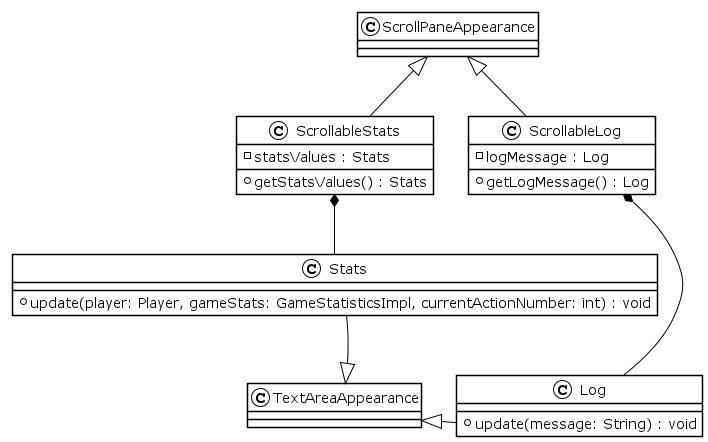 C ScrollPaneAppearance
C ScrollableStats
statsValues : Stats
getStatsValues() : Stats
C ScrollableLog
logMessage : Log
getLogMessage() : Log
C Stats
update(player: Player, gameStats: GameStatisticsImpl, currentActionNumber: int) : void
C TextAreaAppearance
C Log
update(message: String) : void